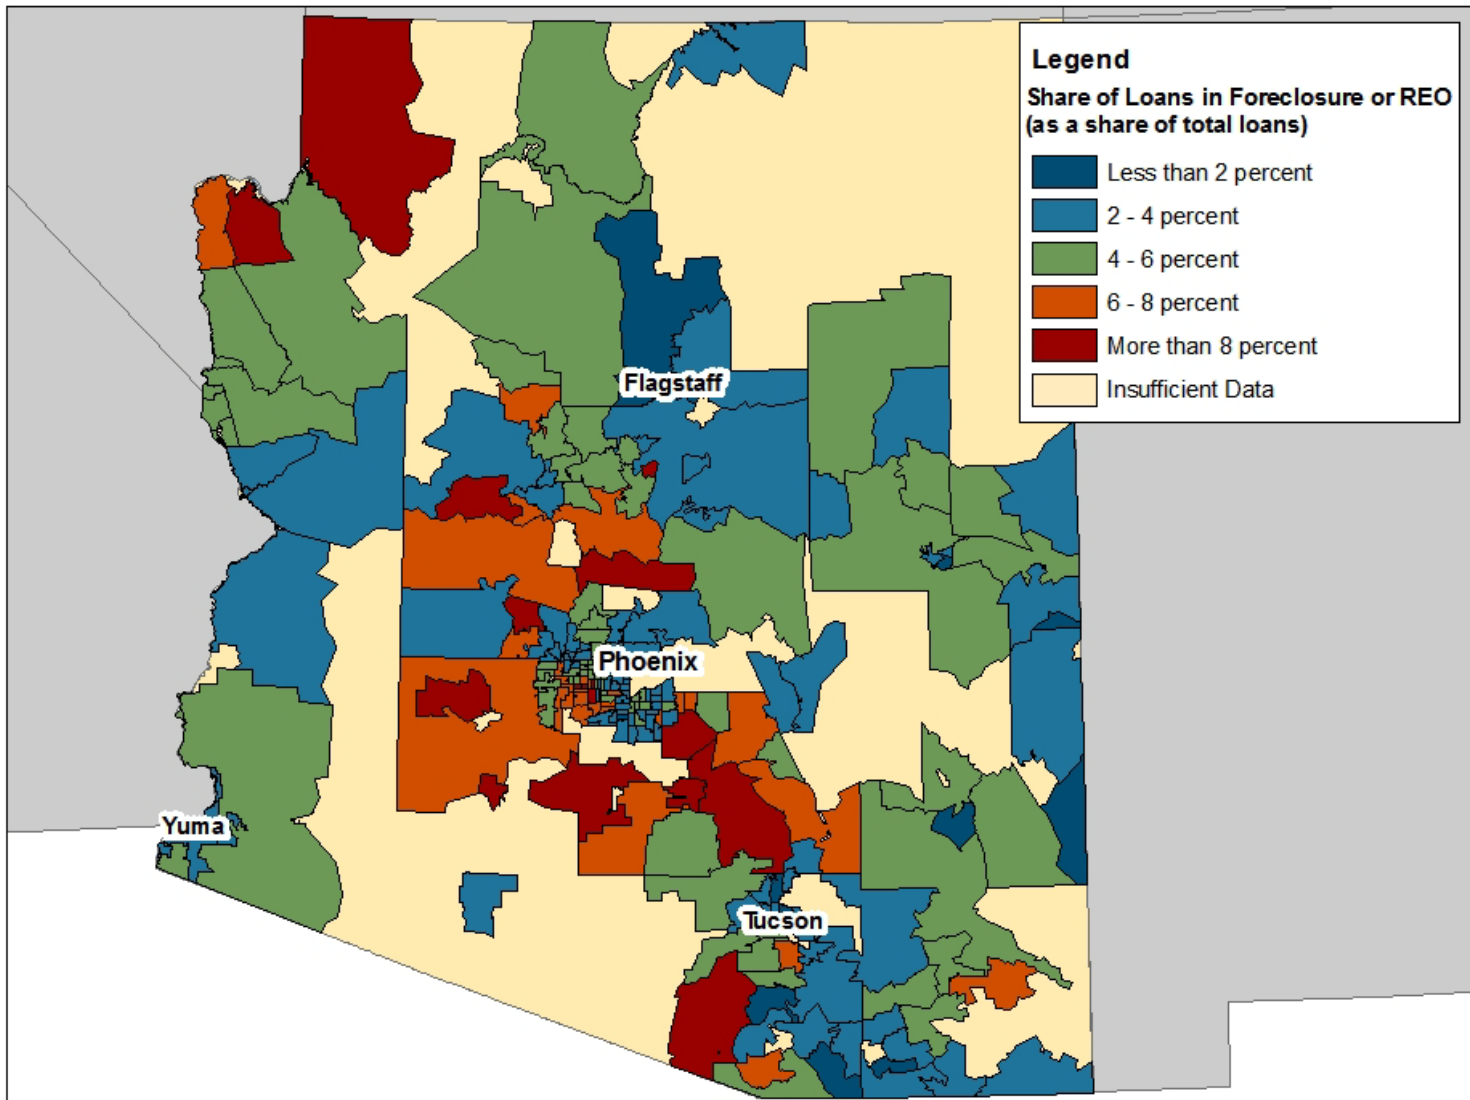 Legend
Share of Loans in Foreclosure or REO
(as a share of total loans)
Less than 2 percent
2 - 4 percent
4 - 6 percent
6 - 8 percent
More than 8 percent
Insufficient Data
Flagstaff
Phoenix
Yuma
Tucson